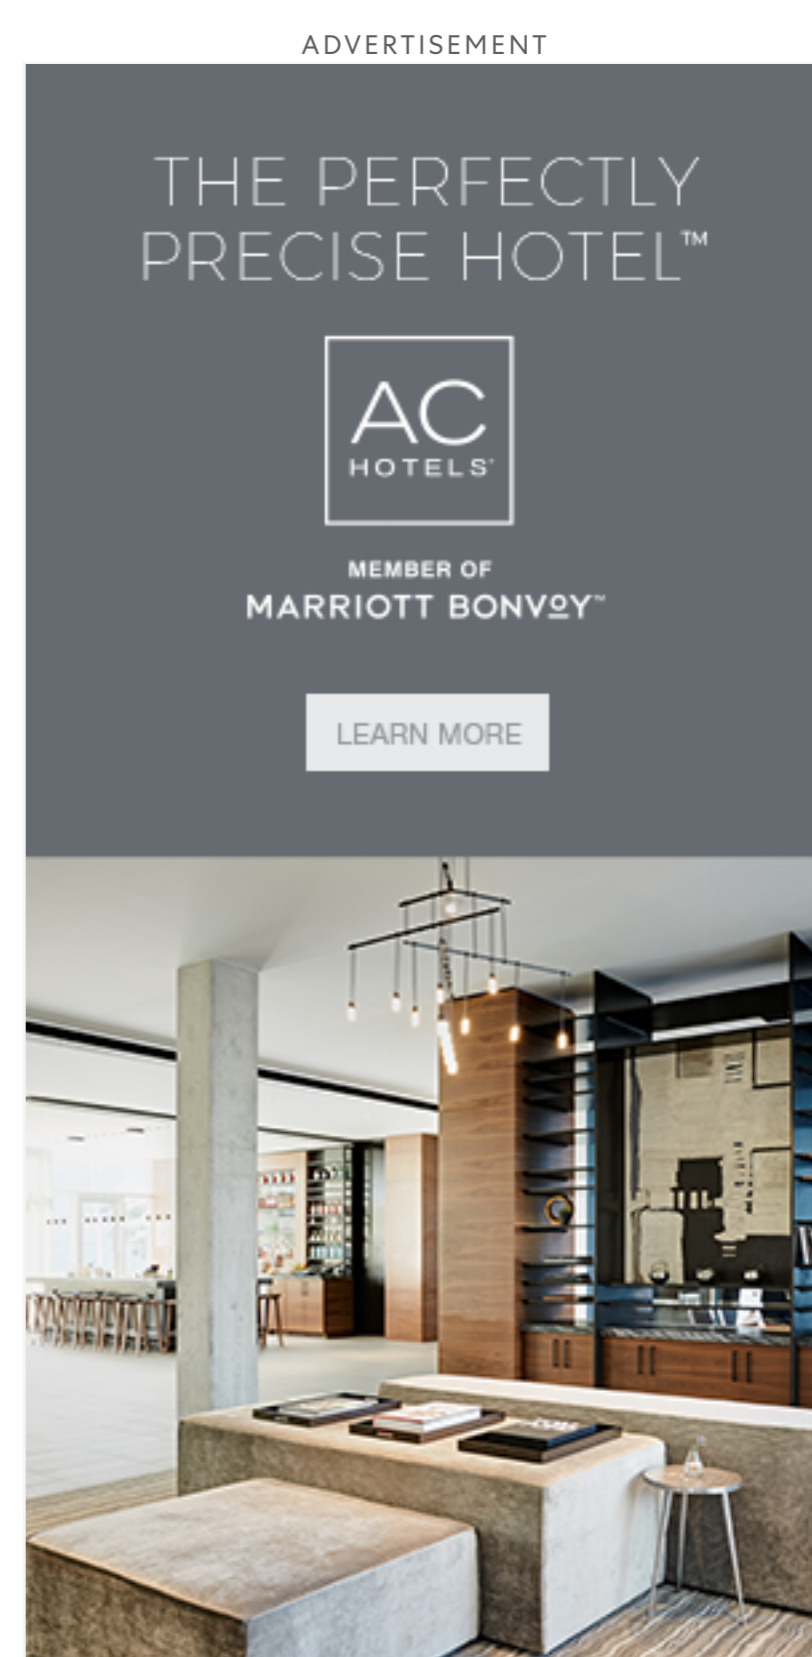 ADVERTISEMENT
THE PERFECTLY
PRECISE HOTEL™
AC
HOTELS
MEMBER OF
MARRIOTT BONVOY™
LEARN MORE